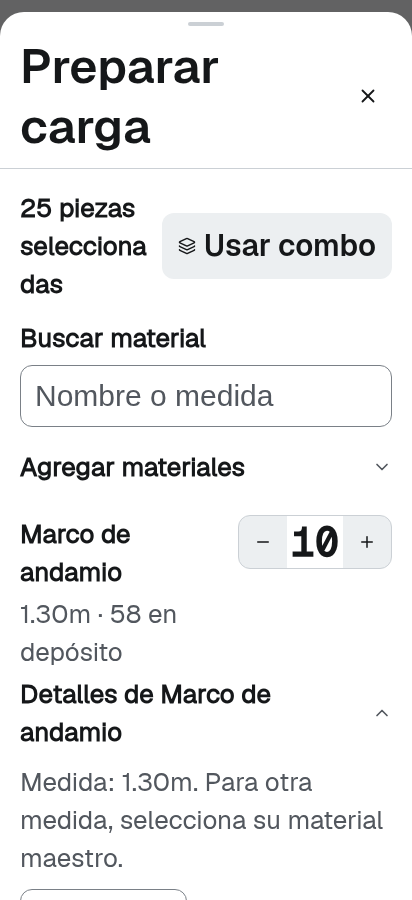 Preparar
carga
25 piezas
selecciona
das
Usar combo
Buscar material
Nombre o medida
Agregar materiales
Marco de
andamio
− 10 +
1.30m · 58 en
depósito
Detalles de Marco de
andamio
Medida: 1.30m. Para otra
medida, selecciona su material
maestro.